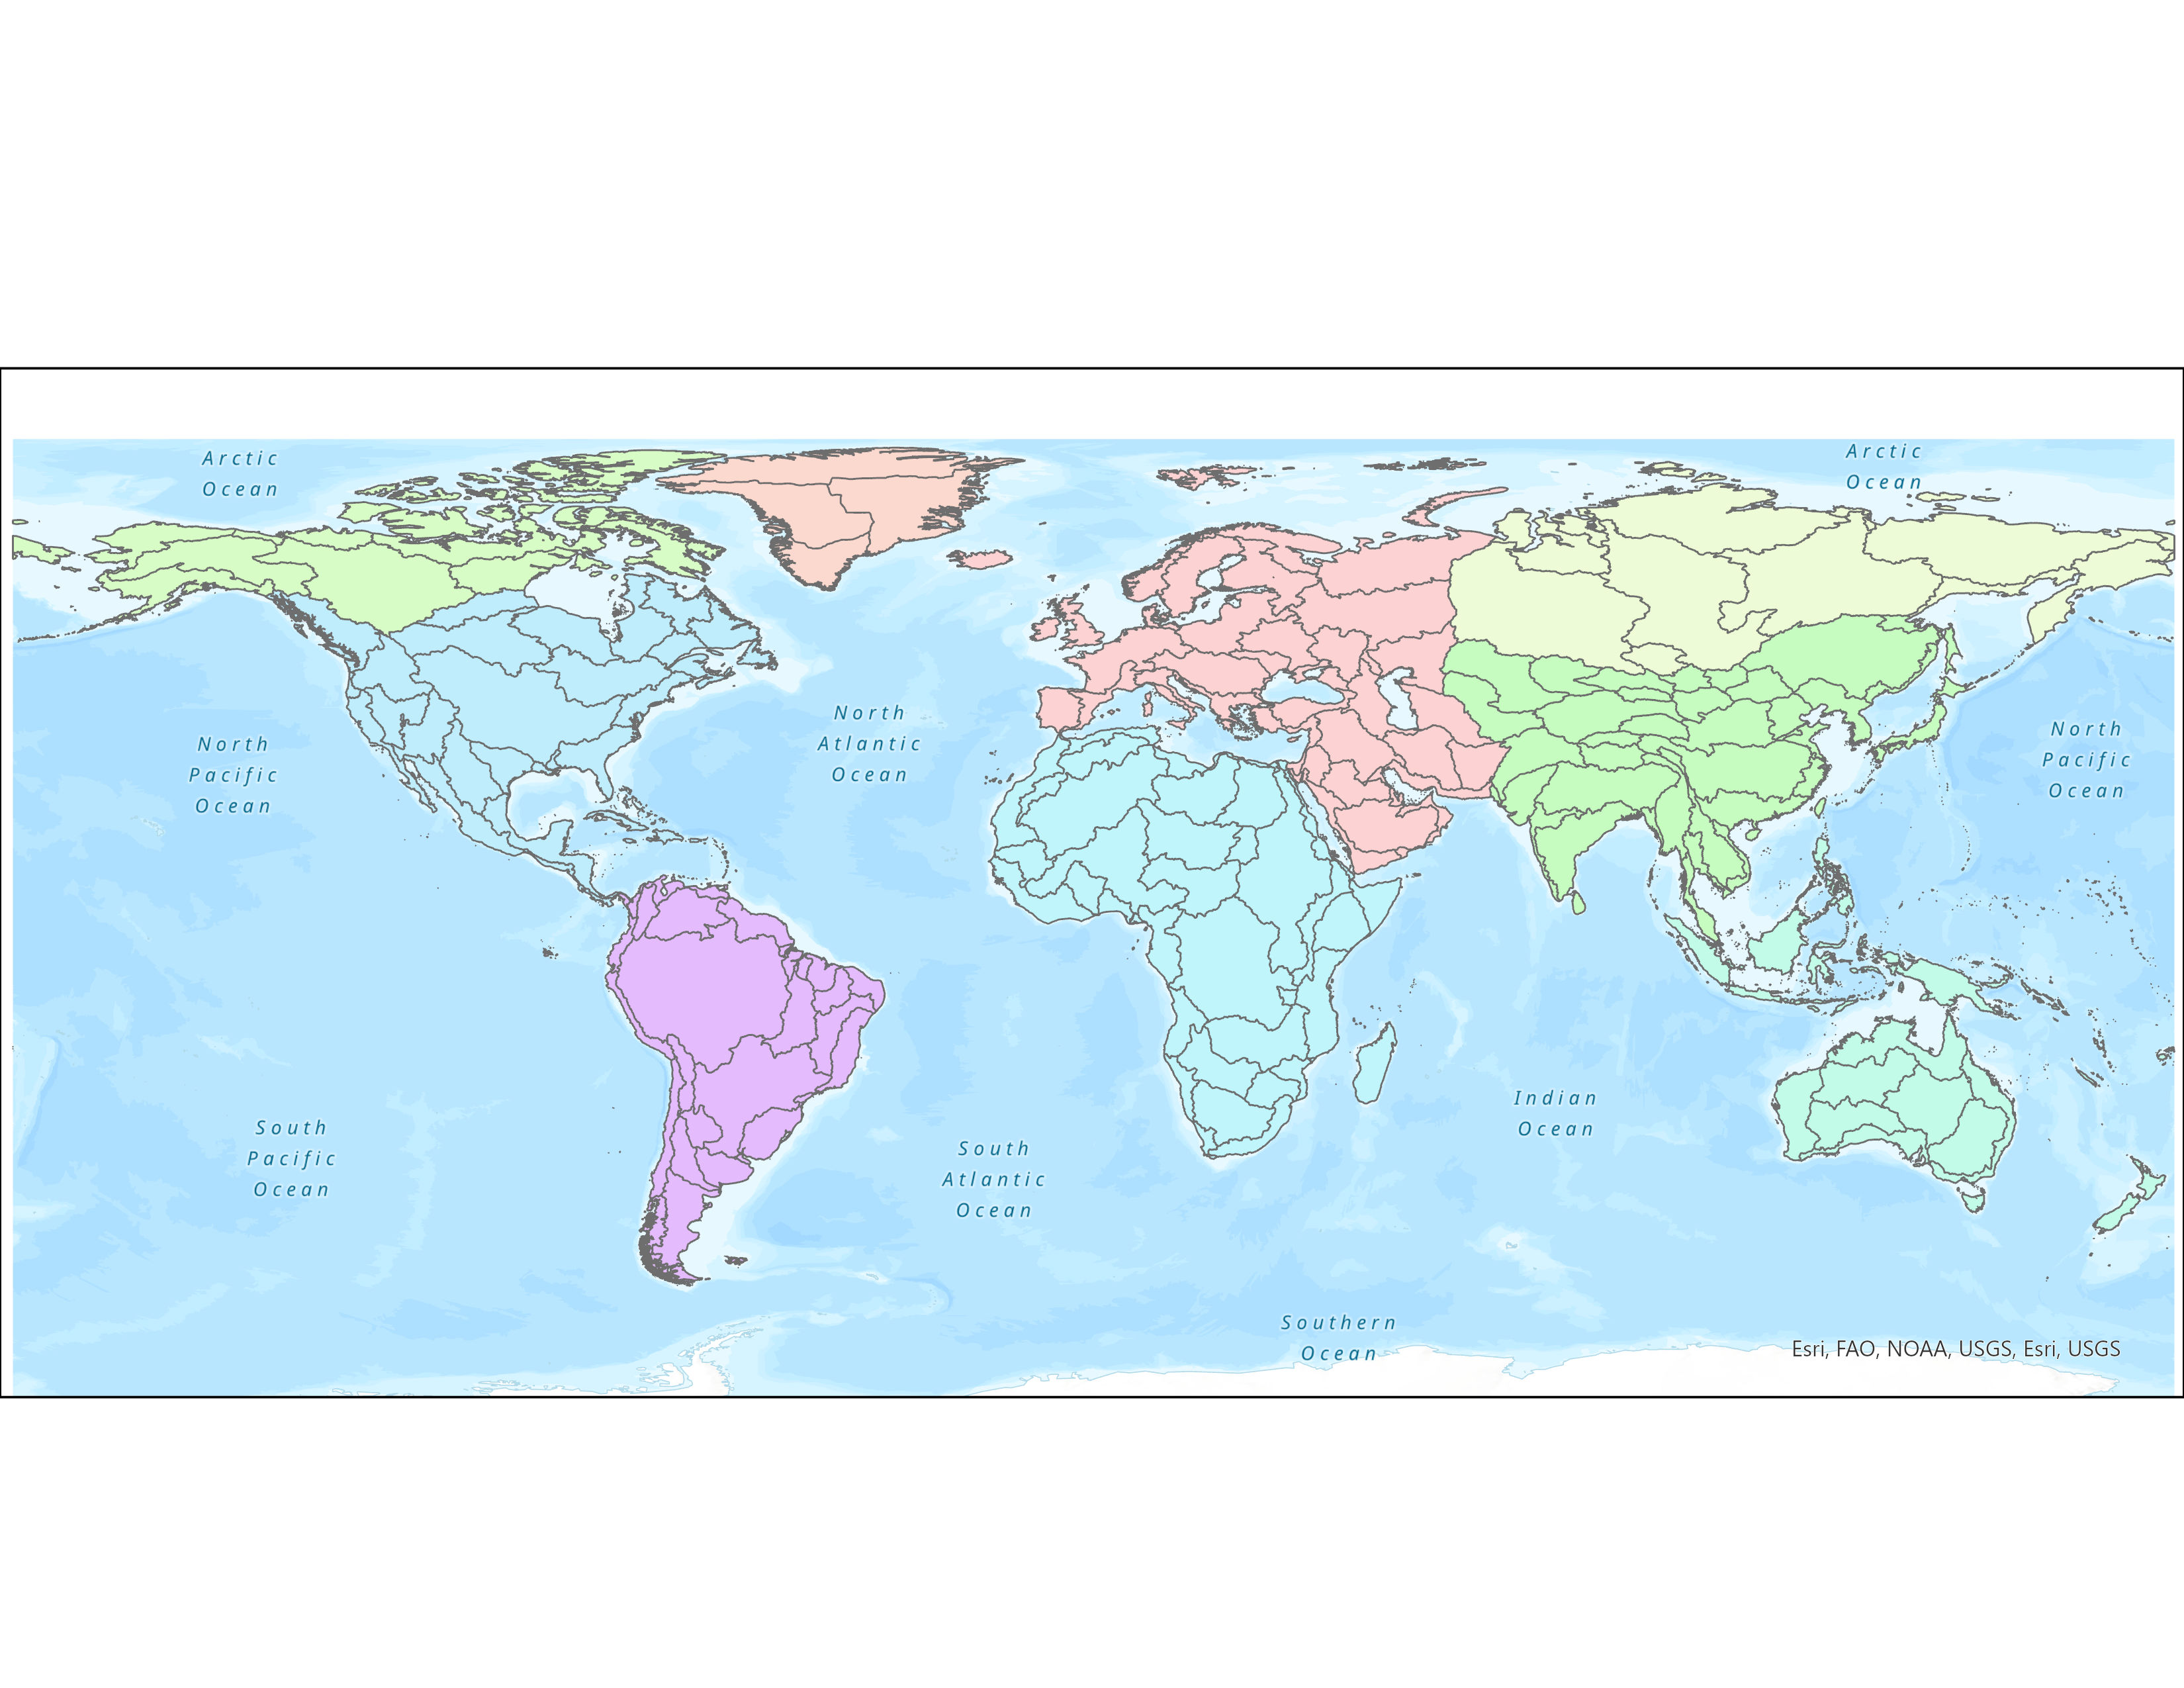 Arctic
Ocean
Arctic
Ocean
North
Atlantic
Ocean
North
Pacific
Ocean
North
Pacific
Ocean
Indian
Ocean
South
Pacific
Ocean
South
Atlantic
Ocean
Southern
Ocean
Esri, FAO, NOAA, USGS, Esri, USGS